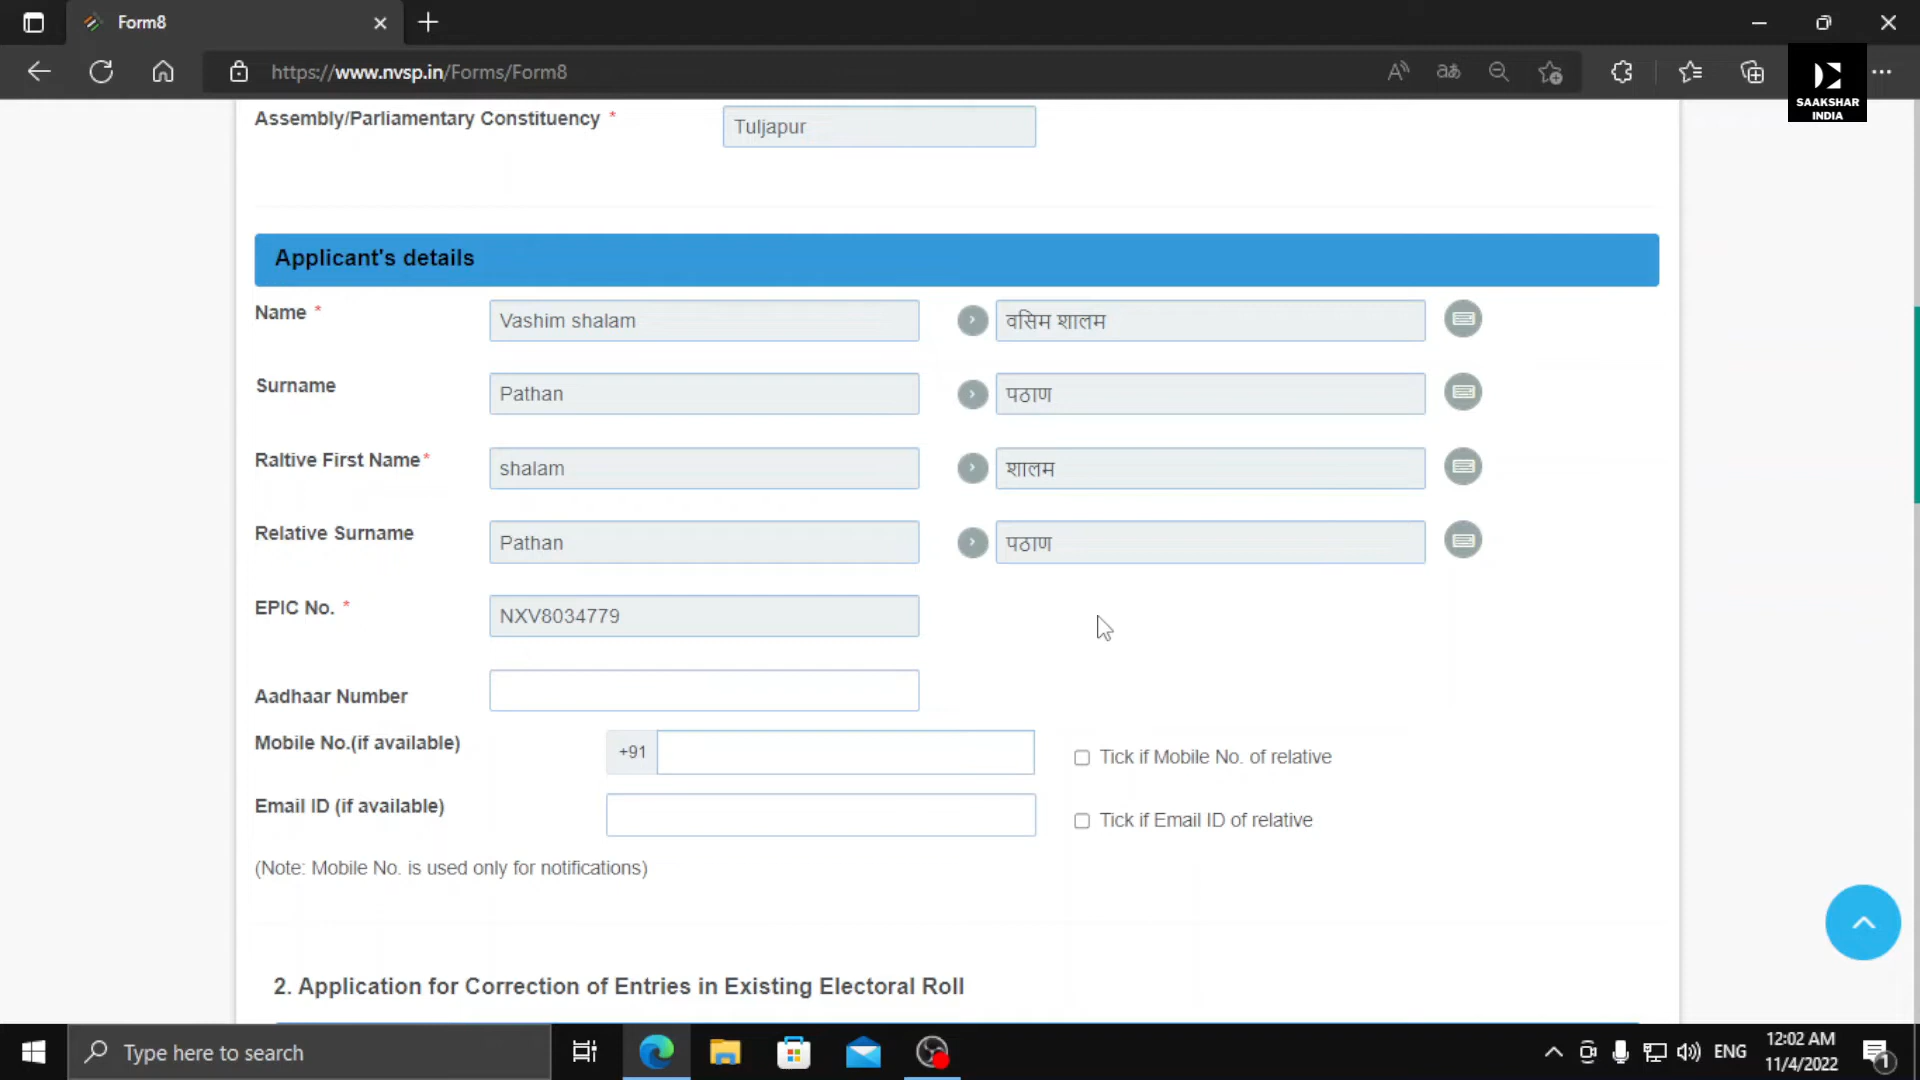 Form8
https://www.nvsp.in/Forms/Form8
SAAKSHAR
INDIA
Assembly/Parliamentary Constituency * Tuljapur
Applicant's details
Name * Vashim shalam वसिम शालम
Surname Pathan पठाण
Raltive First Name* shalam शालम
Relative Surname Pathan पठाण
EPIC No. * NXV8034779
Aadhaar Number
Mobile No.(if available) +91 Tick if Mobile No. of relative
Email ID (if available) Tick if Email ID of relative
(Note: Mobile No. is used only for notifications)
2. Application for Correction of Entries in Existing Electoral Roll
Type here to search
ENG
12:02 AM
11/4/2022
1